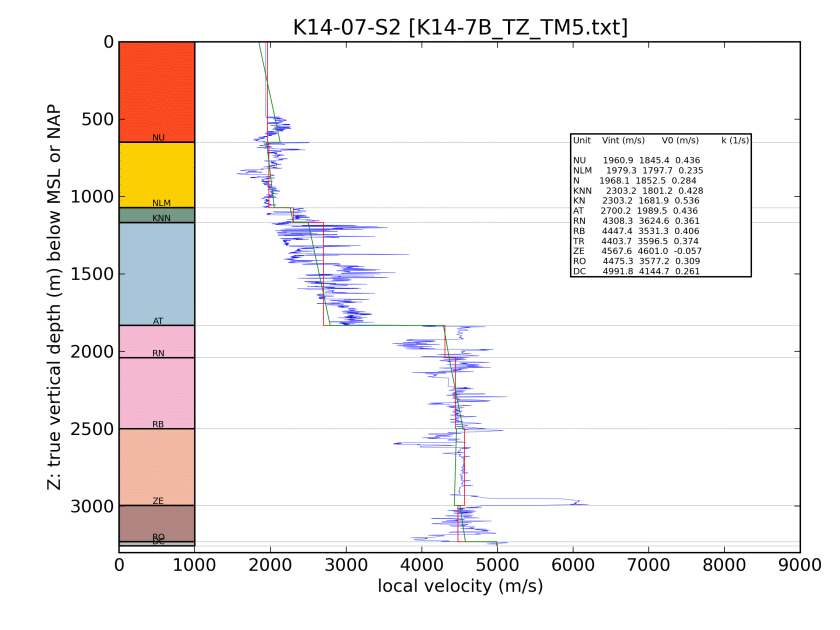 K14-07-S2 [K14-7B_TZ_TM5.txt]
Z: true vertical depth (m) below MSL or NAP
0
500
1000
1500
2000
2500
3000
NU
NLM
KNN
AT
RN
RB
ZE
RO
DC
Unit Vint (m/s) V0 (m/s) k (1/s)
NU 1960.9 1845.4 0.436
NLM 1979.3 1797.7 0.235
N 1968.1 1852.5 0.284
KNN 2303.2 1801.2 0.428
KN 2303.2 1681.9 0.536
AT 2700.2 1989.5 0.436
RN 4308.3 3624.6 0.361
RB 4447.4 3531.3 0.406
TR 4403.7 3596.5 0.374
ZE 4567.6 4601.0 -0.057
RO 4475.3 3577.2 0.309
DC 4991.8 4144.7 0.261
0 1000 2000 3000 4000 5000 6000 7000 8000 9000
local velocity (m/s)